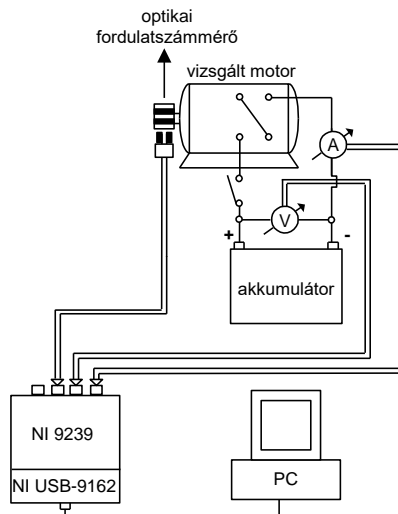 optikai
fordulatszámmérő
vizsgált motor
A
V
+
-
akkumulátor
NI 9239
NI USB-9162
PC